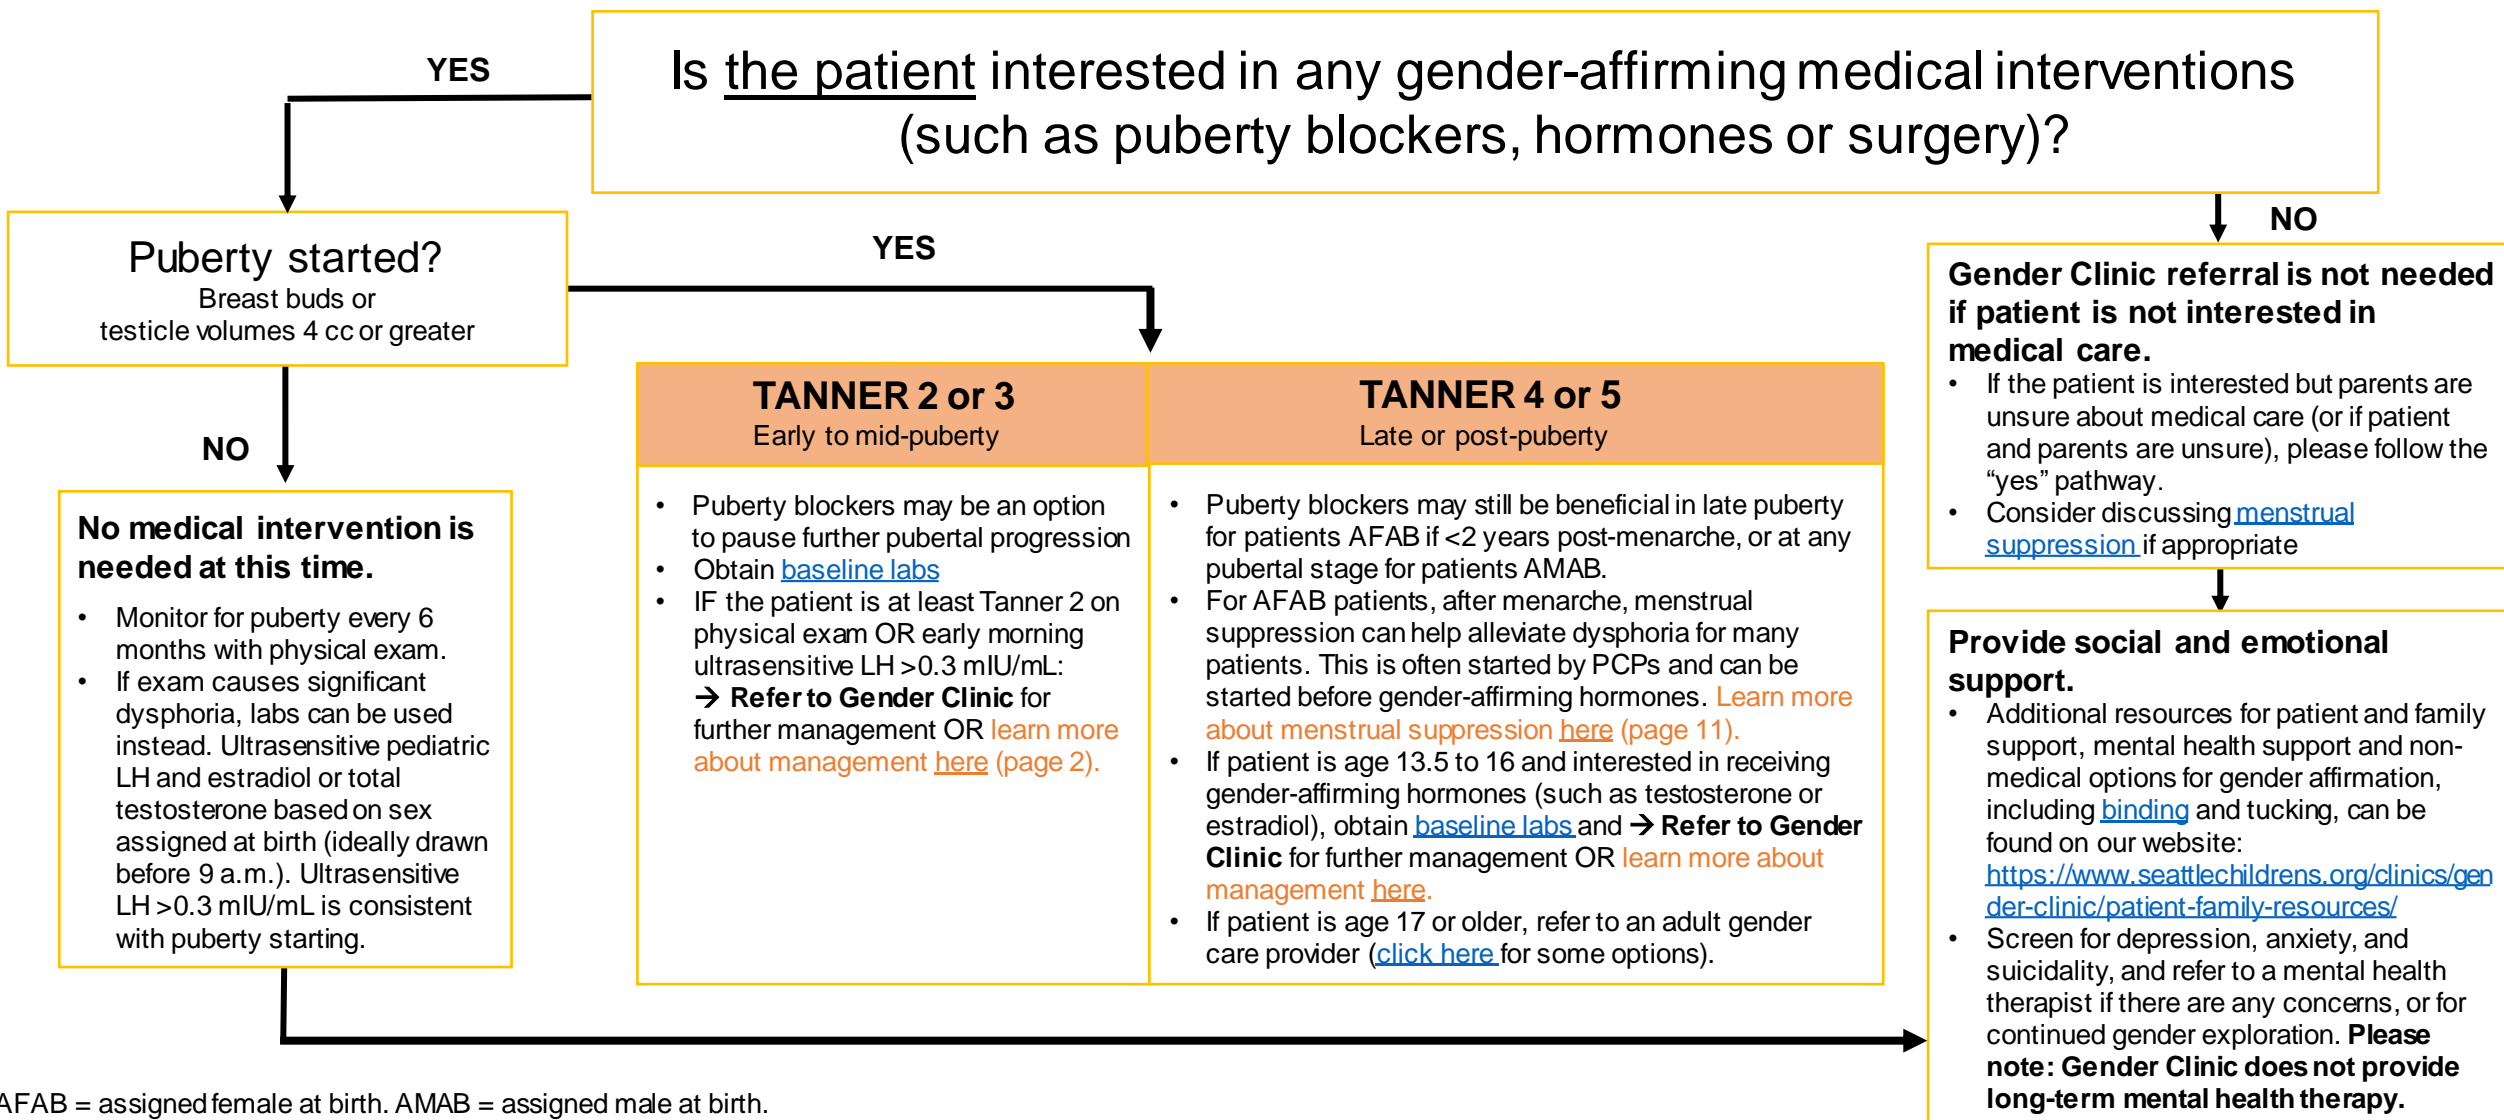 Is the patient interested in any gender-affirming medical interventions
(such as puberty blockers, hormones or surgery)?
YES
Puberty started?
Breast buds or
testicle volumes 4 cc or greater
NO
No medical intervention is
needed at this time.
• Monitor for puberty every 6
months with physical exam.
• If exam causes significant
dysphoria, labs can be used
instead. Ultrasensitive pediatric
LH and estradiol or total
testosterone based on sex
assigned at birth (ideally drawn
before 9 a.m.). Ultrasensitive
LH >0.3 mIU/mL is consistent
with puberty starting.
YES
TANNER 2 or 3
Early to mid-puberty
• Puberty blockers may be an option
to pause further pubertal progression
• Obtain baseline labs
• IF the patient is at least Tanner 2 on
physical exam OR early morning
ultrasensitive LH >0.3 mIU/mL:
→ Refer to Gender Clinic for
further management OR learn more
about management here (page 2).
TANNER 4 or 5
Late or post-puberty
• Puberty blockers may still be beneficial in late puberty
for patients AFAB if <2 years post-menarche, or at any
pubertal stage for patients AMAB.
• For AFAB patients, after menarche, menstrual
suppression can help alleviate dysphoria for many
patients. This is often started by PCPs and can be
started before gender-affirming hormones. Learn more
about menstrual suppression here (page 11).
• If patient is age 13.5 to 16 and interested in receiving
gender-affirming hormones (such as testosterone or
estradiol), obtain baseline labs and → Refer to Gender
Clinic for further management OR learn more about
management here.
• If patient is age 17 or older, refer to an adult gender
care provider (click here for some options).
NO
Gender Clinic referral is not needed
if patient is not interested in
medical care.
• If the patient is interested but parents are
unsure about medical care (or if patient
and parents are unsure), please follow the
“yes” pathway.
• Consider discussing menstrual
suppression if appropriate
Provide social and emotional
support.
• Additional resources for patient and family
support, mental health support and non-
medical options for gender affirmation,
including binding and tucking, can be
found on our website:
https://www.seattlechildrens.org/clinics/gen
der-clinic/patient-family-resources/
• Screen for depression, anxiety, and
suicidality, and refer to a mental health
therapist if there are any concerns, or for
continued gender exploration. Please
note: Gender Clinic does not provide
long-term mental health therapy.
AFAB = assigned female at birth. AMAB = assigned male at birth.